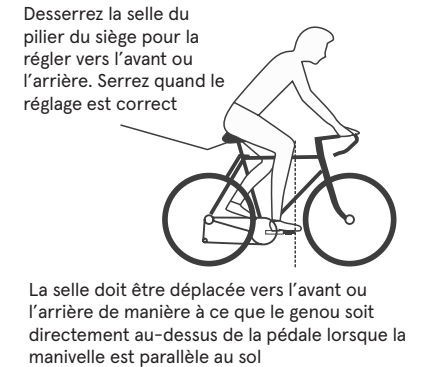 Desserrez la selle du
pilier du siège pour la
régler vers l’avant ou
l’arrière. Serrez quand le
réglage est correct
La selle doit être déplacée vers l’avant ou
l’arrière de manière à ce que le genou soit
directement au-dessus de la pédale lorsque la
manivelle est parallèle au sol